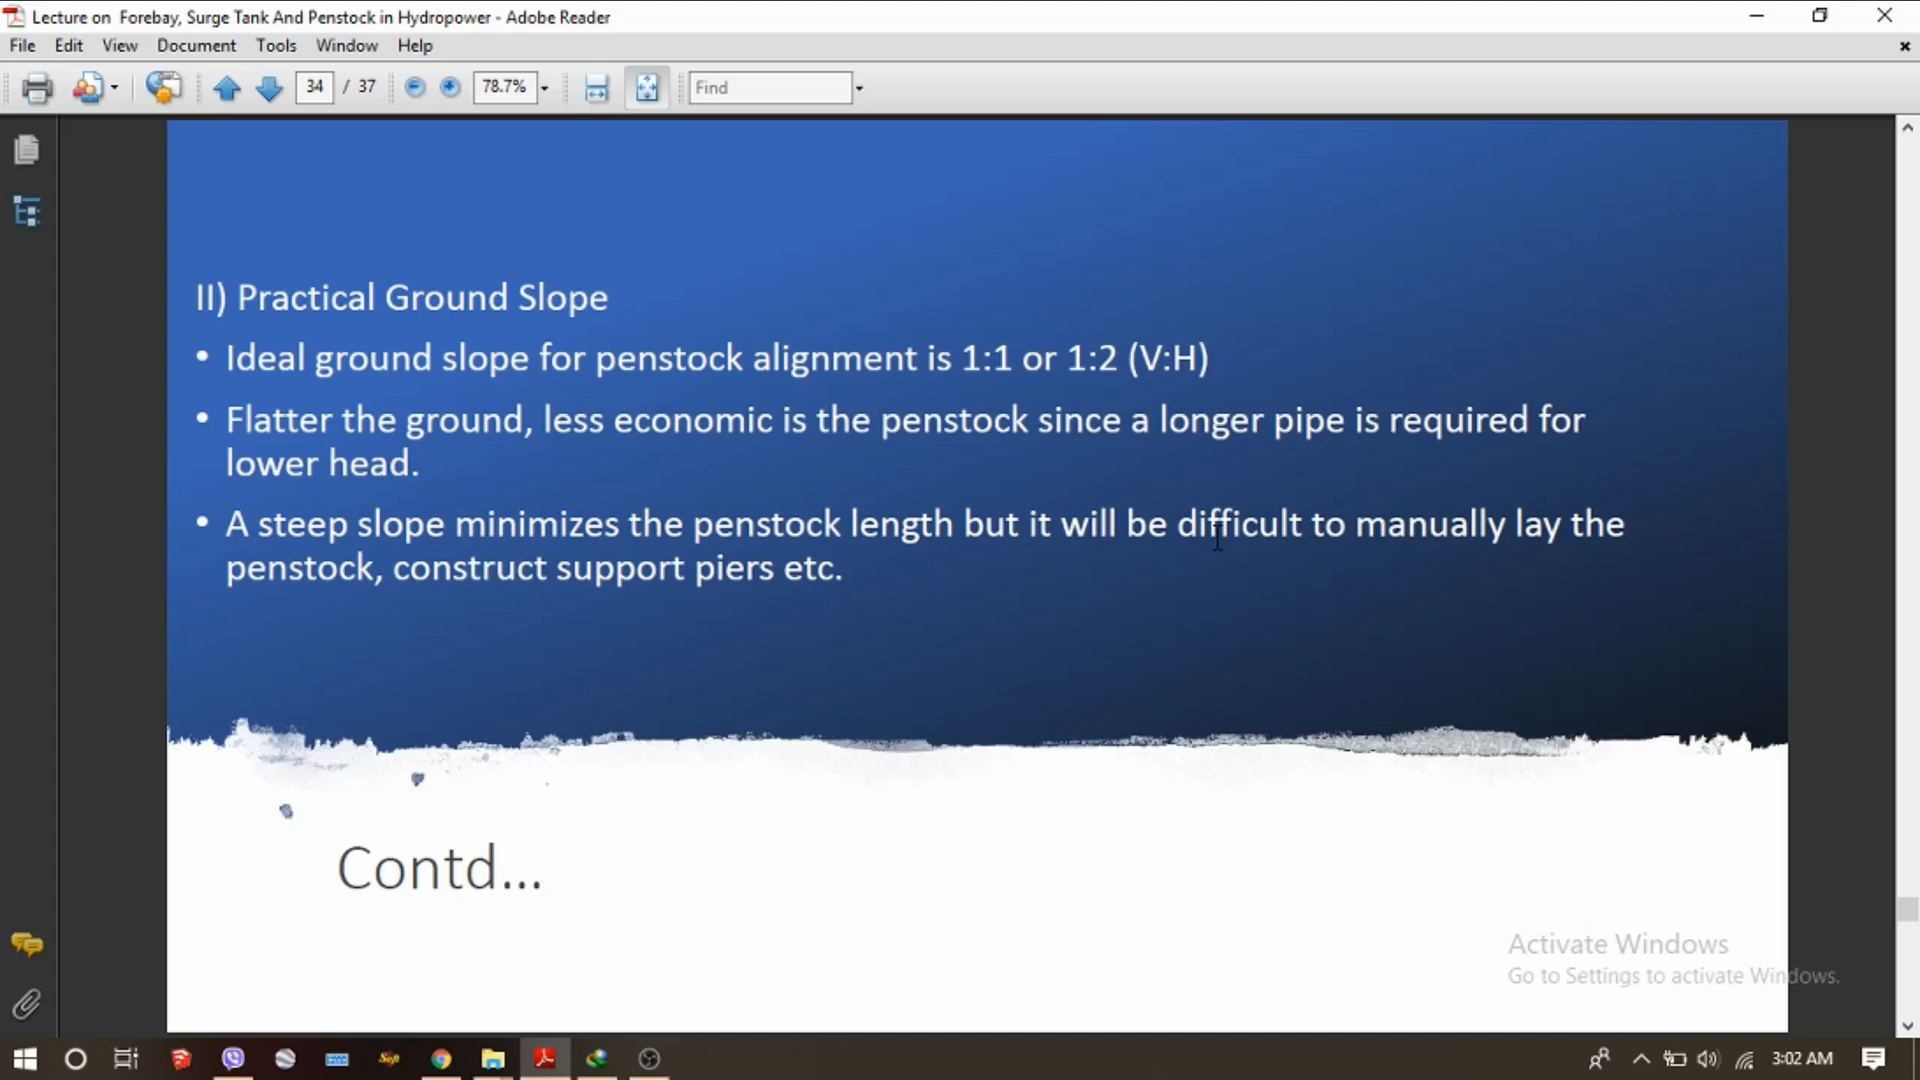 Lecture on  Forebay, Surge Tank And Penstock in Hydropower - Adobe Reader
File Edit View Document Tools Window Help
34 / 37 78.7% Find
II) Practical Ground Slope
• Ideal ground slope for penstock alignment is 1:1 or 1:2 (V:H)
• Flatter the ground, less economic is the penstock since a longer pipe is required for
lower head.
• A steep slope minimizes the penstock length but it will be difficult to manually lay the
penstock, construct support piers etc.
Contd...
Activate Windows
Go to Settings to activate Windows.
3:02 AM